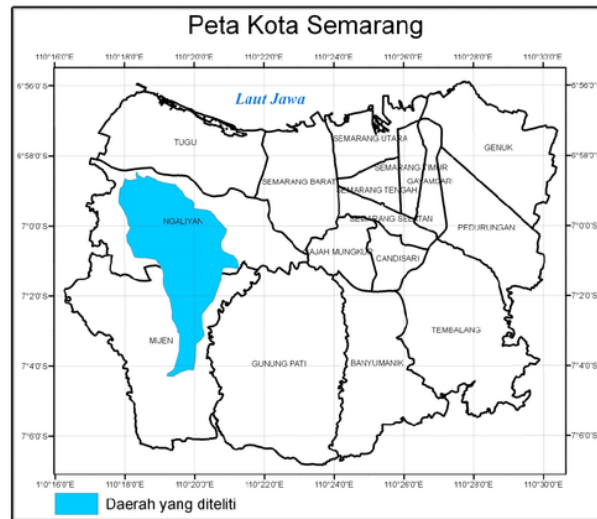 Peta Kota Semarang
110°16'0"E 110°18'0"E 110°20'0"E 110°22'0"E 110°24'0"E 110°26'0"E 110°28'0"E 110°30'0"E
6°56'0"S 6°56'0"S
Laut Jawa
TUGU
SEMARANG UTARA
GENUK
6°58'0"S 6°58'0"S
SEMARANG TIMUR
SEMARANG BARAT
GAYAMSARI
SEMARANG TENGAH
NGALIYAN
SEMARANG SELATAN
7°0'0"S 7°0'0"S
PEDURUNGAN
GAJAH MUNGKUR
CANDISARI
7°2'0"S 7°2'0"S
TEMBALANG
MIJEN
7°4'0"S 7°4'0"S
GUNUNG PATI
BANYUMANIK
7°6'0"S 7°6'0"S
110°16'0"E 110°18'0"E 110°20'0"E 110°22'0"E 110°24'0"E 110°26'0"E 110°28'0"E 110°30'0"E
Daerah yang diteliti